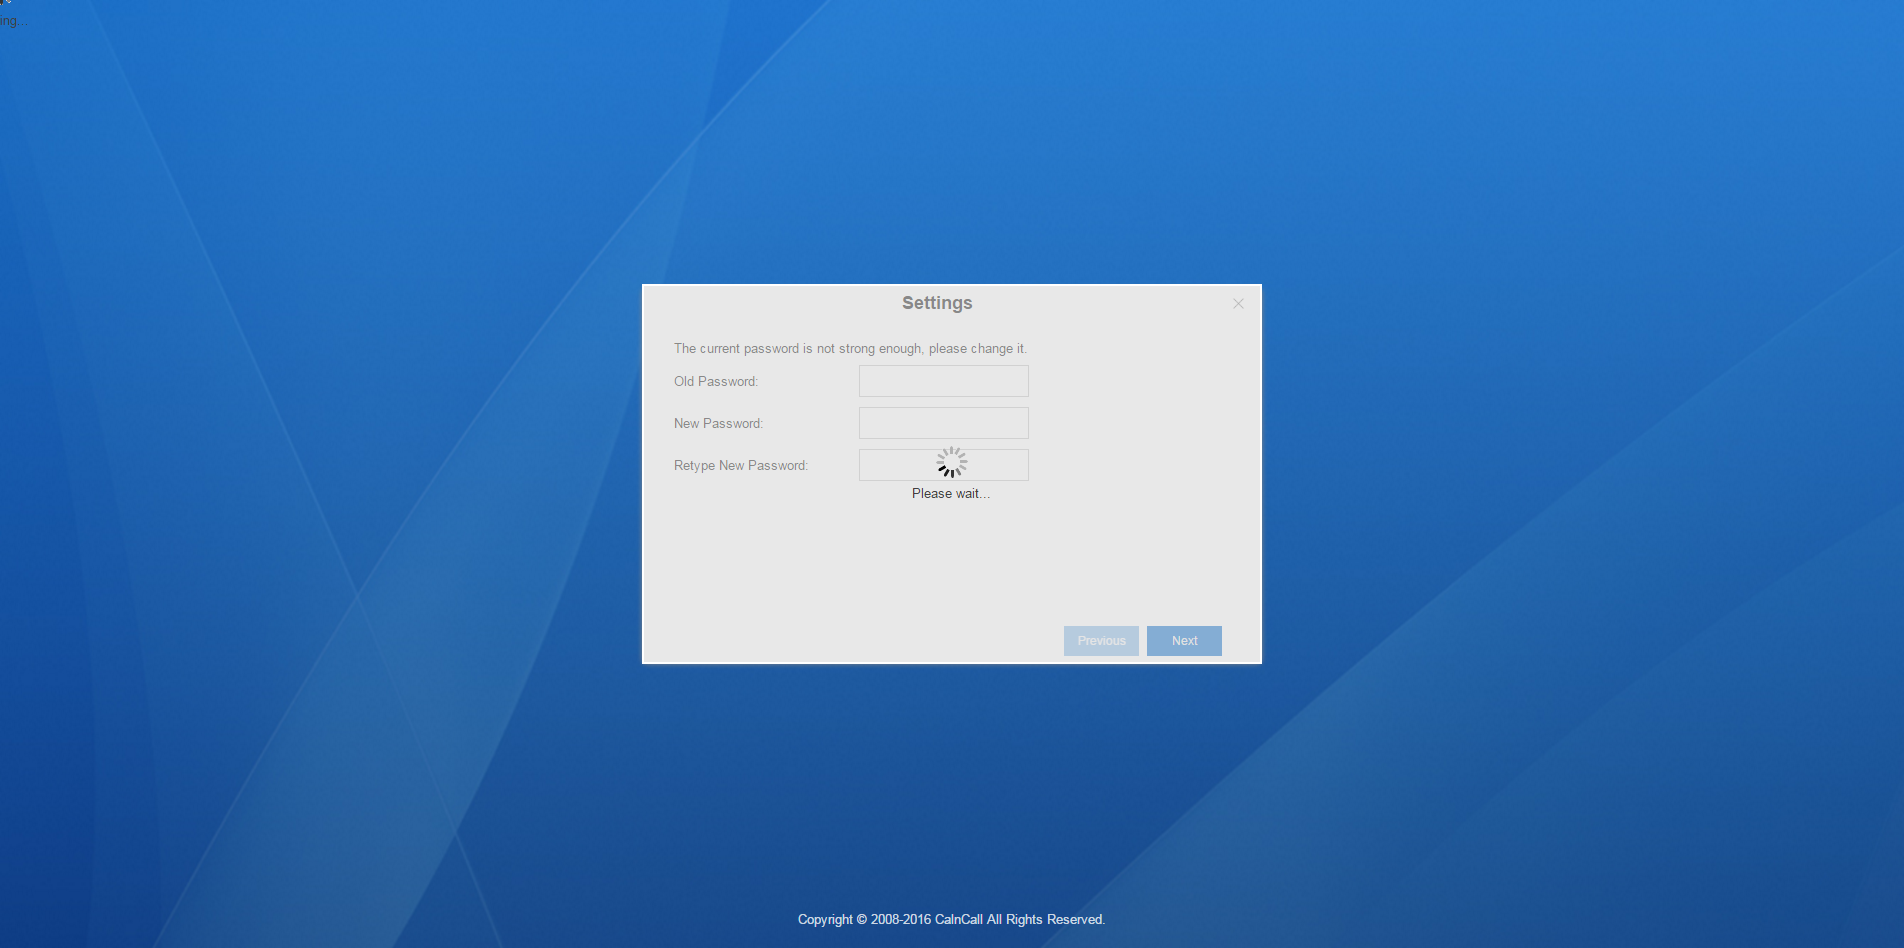 ing...
Settings
The current password is not strong enough, please change it.
Old Password:
New Password:
Retype New Password:
Please wait...
Previous Next
Copyright © 2008-2016 CalnCall All Rights Reserved.